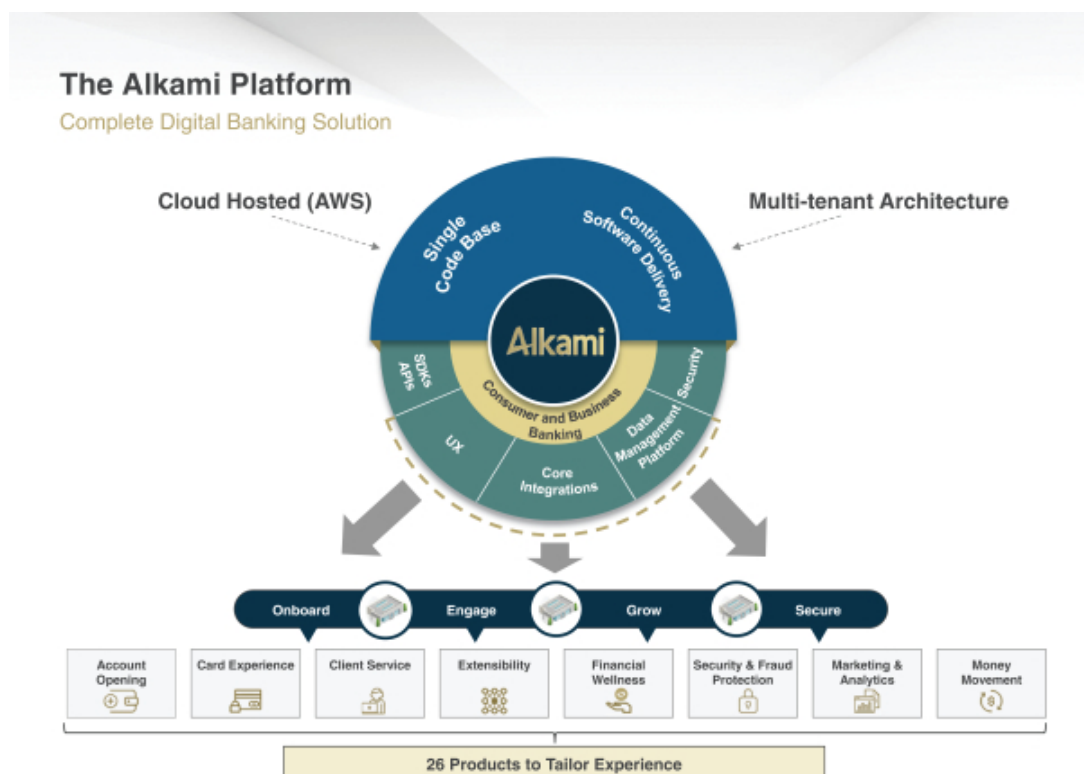 The Alkami Platform
Complete Digital Banking Solution
Cloud Hosted (AWS)
Multi-tenant Architecture
Single
Code Base
Continuous
Software Delivery
Alkami
SDKs
APIs
Security
Consumer and Business
Banking
UX
Data
Management
Platform
Core
Integrations
Onboard
Engage
Grow
Secure
Account
Opening
Card Experience
Client Service
Extensibility
Financial
Wellness
Security & Fraud
Protection
Marketing &
Analytics
Money
Movement
26 Products to Tailor Experience